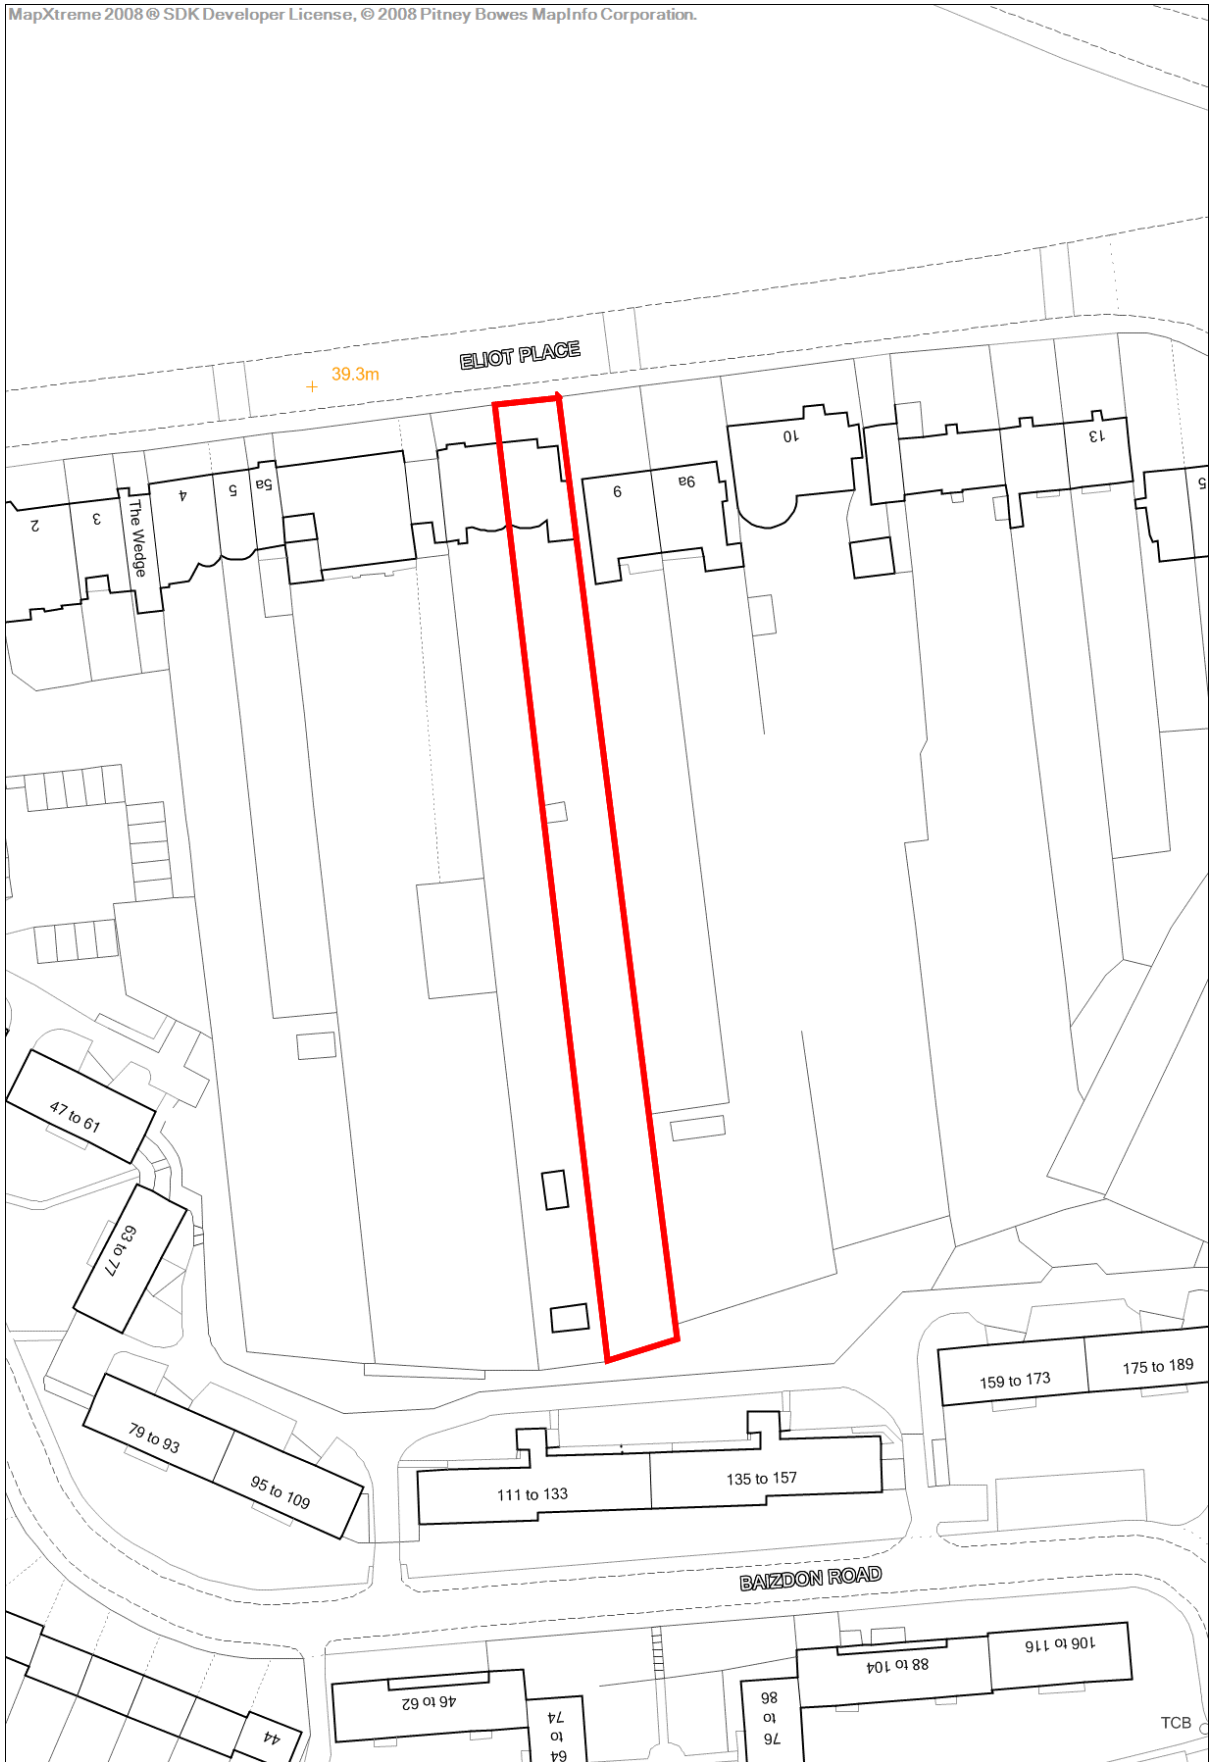 MapXtreme 2008 ® SDK Developer License, © 2008 Pitney Bowes MapInfo Corporation.
ELIOT PLACE
39.3m
10
13
9
9a
5a
5
4
3
2
The Wedge
5
47 to 61
63 to 77
79 to 93
95 to 109
111 to 133
135 to 157
159 to 173
175 to 189
BAIZDON ROAD
106 to 116
88 to 104
46 to 62
76
to
86
64
to
74
44
TCB